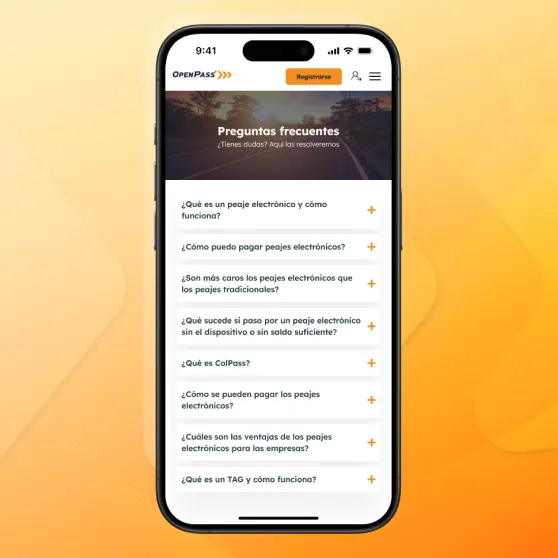 9:41
OPENPASS
Registrarse
Preguntas frecuentes
¿Tienes dudas? Aquí las resolveremos
¿Qué es un peaje electrónico y cómo
funciona?
¿Cómo puedo pagar peajes electrónicos?
¿Son más caros los peajes electrónicos que
los peajes tradicionales?
¿Qué sucede si paso por un peaje electrónico
sin el dispositivo o sin saldo suficiente?
¿Qué es ColPass?
¿Cómo se pueden pagar los peajes
electrónicos?
¿Cuáles son las ventajas de los peajes
electrónicos para las empresas?
¿Qué es un TAG y cómo funciona?